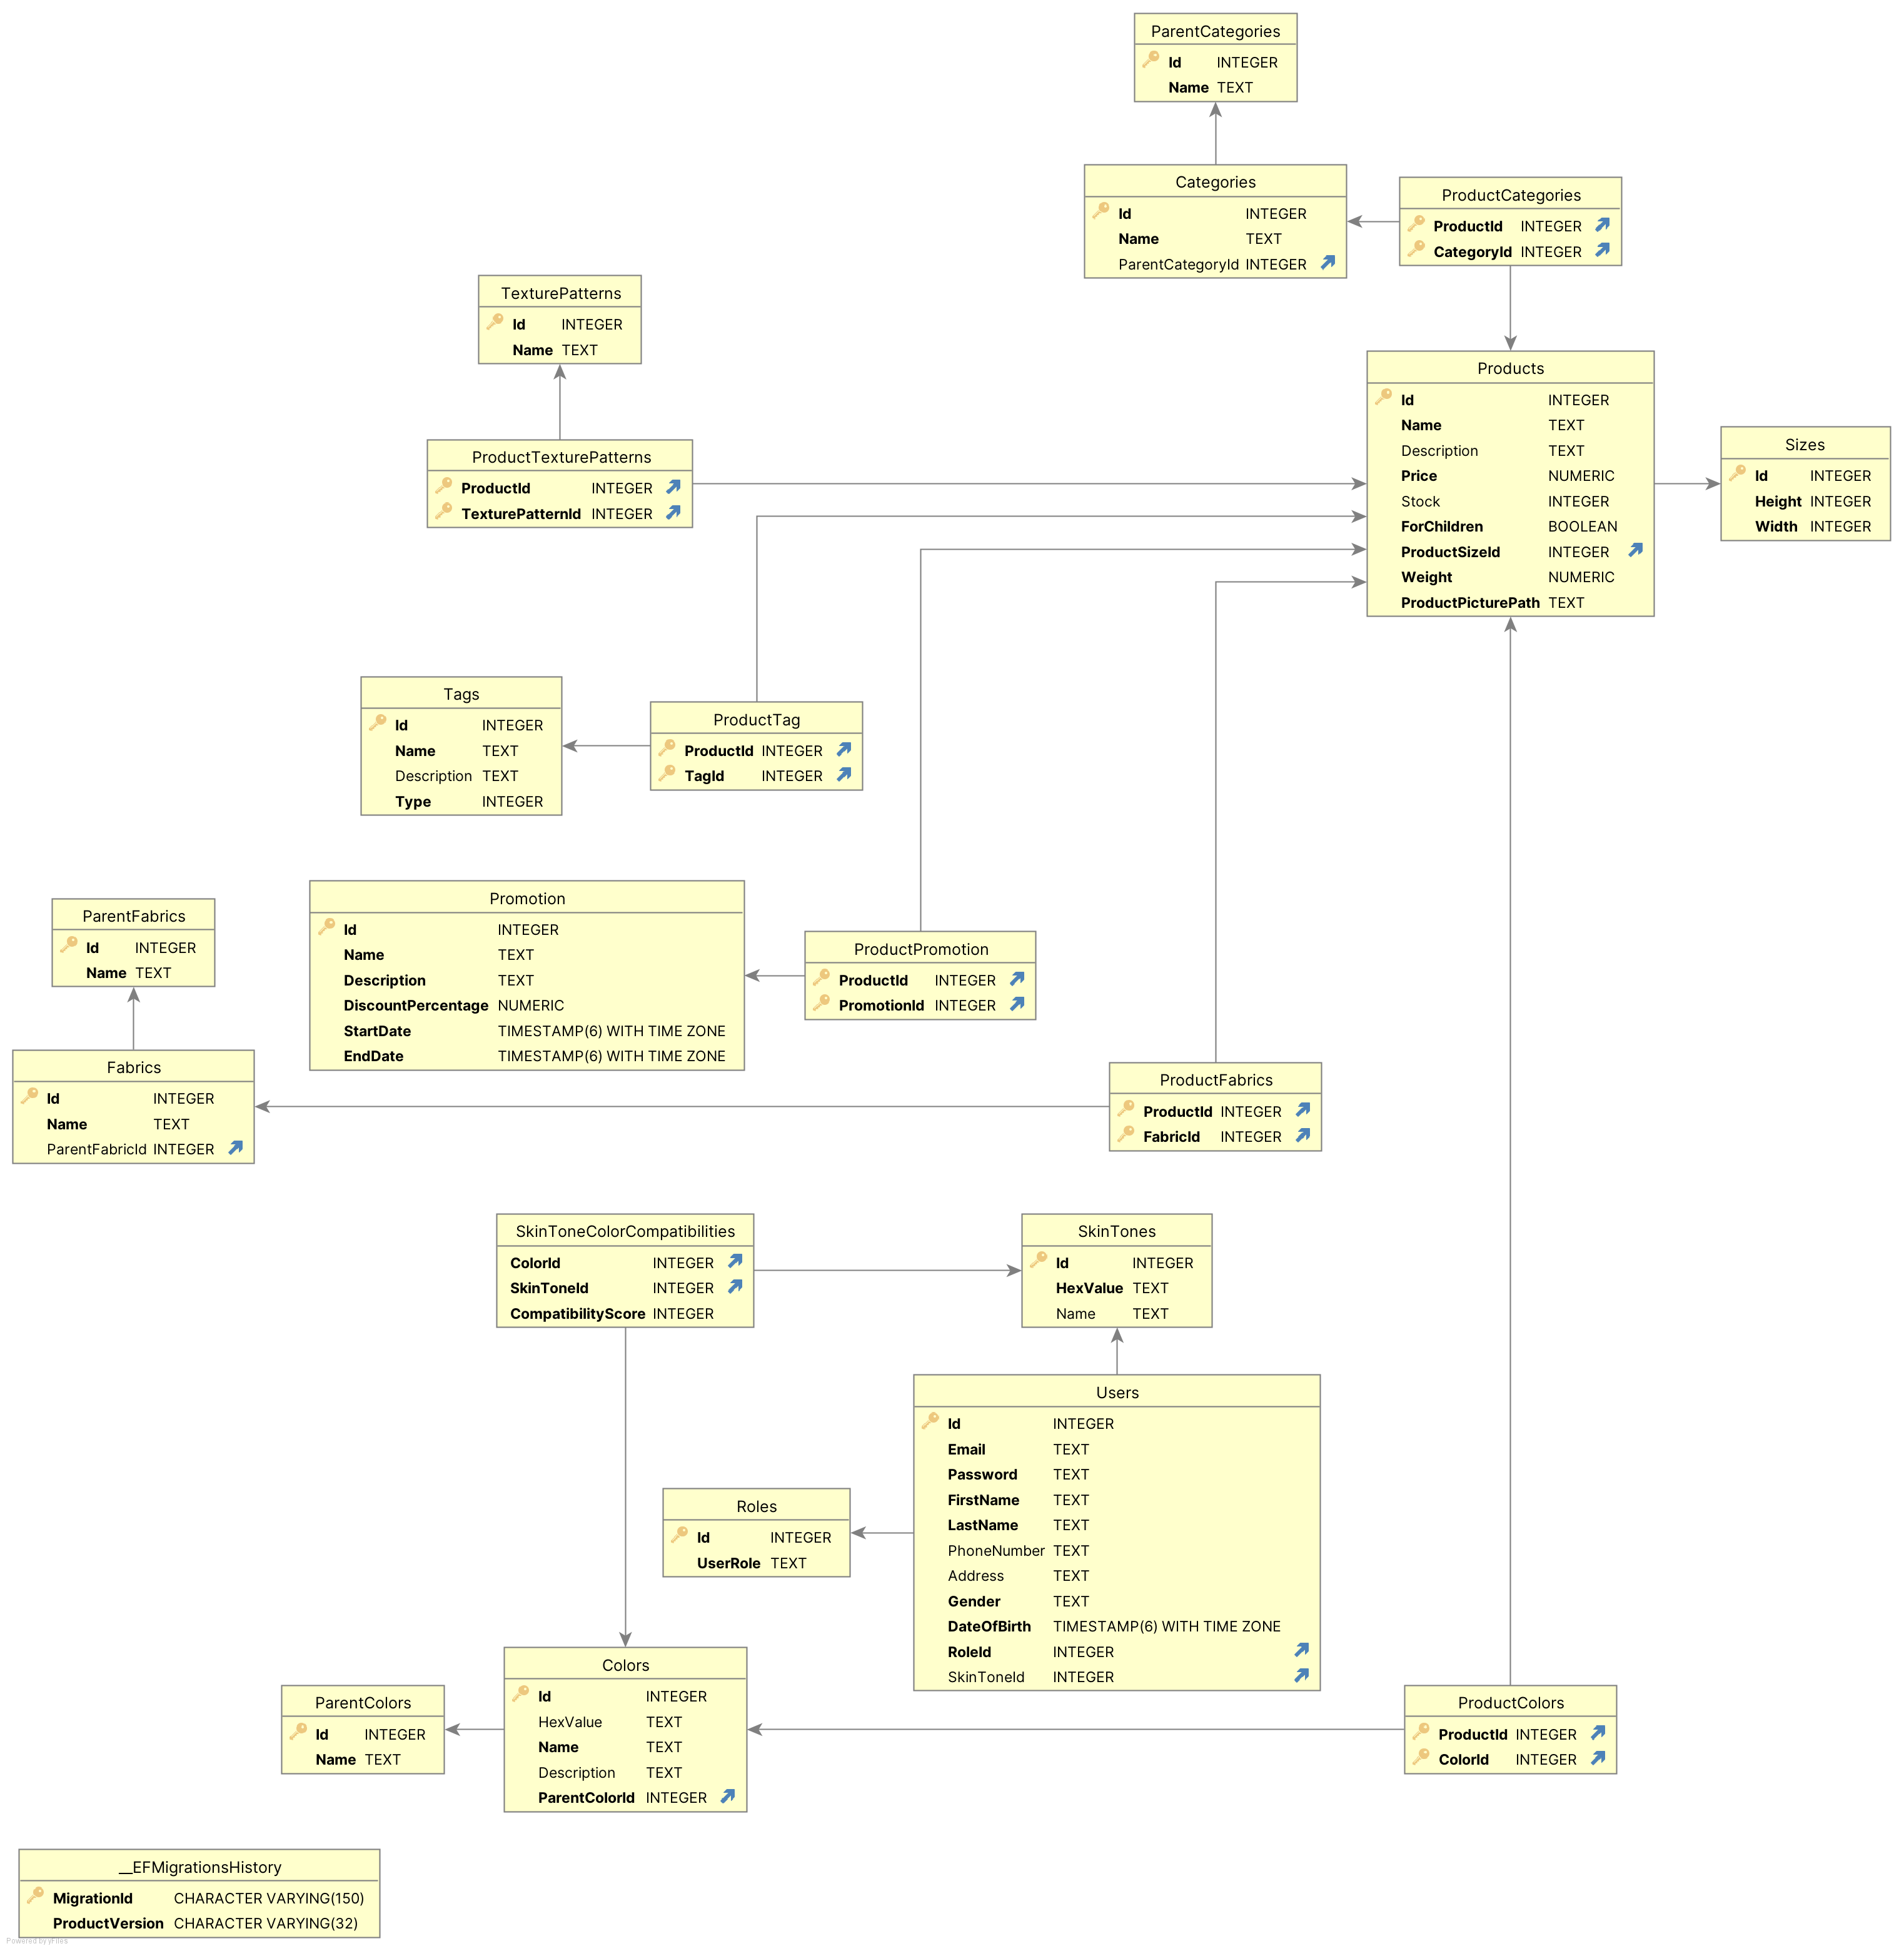 ParentCategories
Id INTEGER
Name TEXT
Categories
Id INTEGER
Name TEXT
ParentCategoryId INTEGER
ProductCategories
ProductId INTEGER
CategoryId INTEGER
TexturePatterns
Id INTEGER
Name TEXT
Products
Id INTEGER
Name TEXT
Description TEXT
Price NUMERIC
Stock INTEGER
ForChildren BOOLEAN
ProductSizeId INTEGER
Weight NUMERIC
ProductPicturePath TEXT
Sizes
Id INTEGER
Height INTEGER
Width INTEGER
ProductTexturePatterns
ProductId INTEGER
TexturePatternId INTEGER
Tags
Id INTEGER
Name TEXT
Description TEXT
Type INTEGER
ProductTag
ProductId INTEGER
TagId INTEGER
ParentFabrics
Id INTEGER
Name TEXT
Promotion
Id INTEGER
Name TEXT
Description TEXT
DiscountPercentage NUMERIC
StartDate TIMESTAMP(6) WITH TIME ZONE
EndDate TIMESTAMP(6) WITH TIME ZONE
ProductPromotion
ProductId INTEGER
PromotionId INTEGER
Fabrics
Id INTEGER
Name TEXT
ParentFabricId INTEGER
ProductFabrics
ProductId INTEGER
FabricId INTEGER
SkinToneColorCompatibilities
ColorId INTEGER
SkinToneId INTEGER
CompatibilityScore INTEGER
SkinTones
Id INTEGER
HexValue TEXT
Name TEXT
Users
Id INTEGER
Email TEXT
Password TEXT
FirstName TEXT
LastName TEXT
PhoneNumber TEXT
Address TEXT
Gender TEXT
DateOfBirth TIMESTAMP(6) WITH TIME ZONE
RoleId INTEGER
SkinToneId INTEGER
Roles
Id INTEGER
UserRole TEXT
ParentColors
Id INTEGER
Name TEXT
Colors
Id INTEGER
HexValue TEXT
Name TEXT
Description TEXT
ParentColorId INTEGER
ProductColors
ProductId INTEGER
ColorId INTEGER
__EFMigrationsHistory
MigrationId CHARACTER VARYING(150)
ProductVersion CHARACTER VARYING(32)
Powered by yFiles